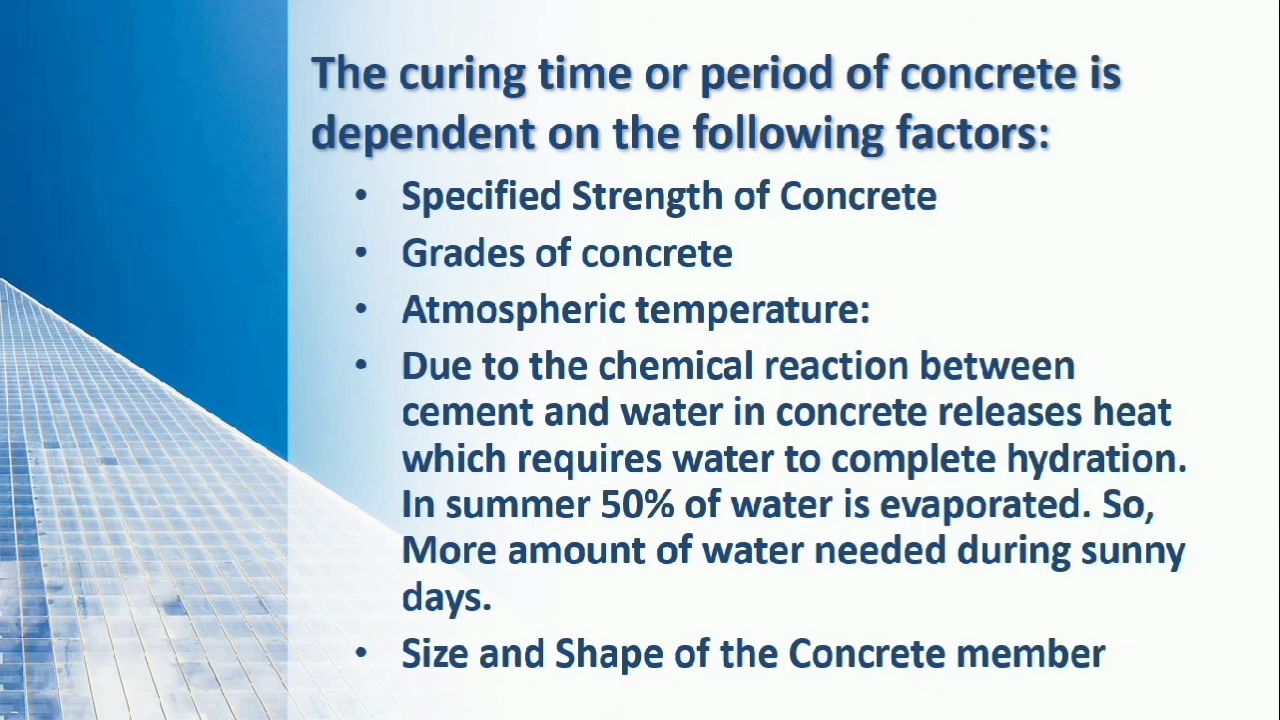 The curing time or period of concrete is
dependent on the following factors:
• Specified Strength of Concrete
• Grades of concrete
• Atmospheric temperature:
• Due to the chemical reaction between
cement and water in concrete releases heat
which requires water to complete hydration.
In summer 50% of water is evaporated. So,
More amount of water needed during sunny
days.
• Size and Shape of the Concrete member